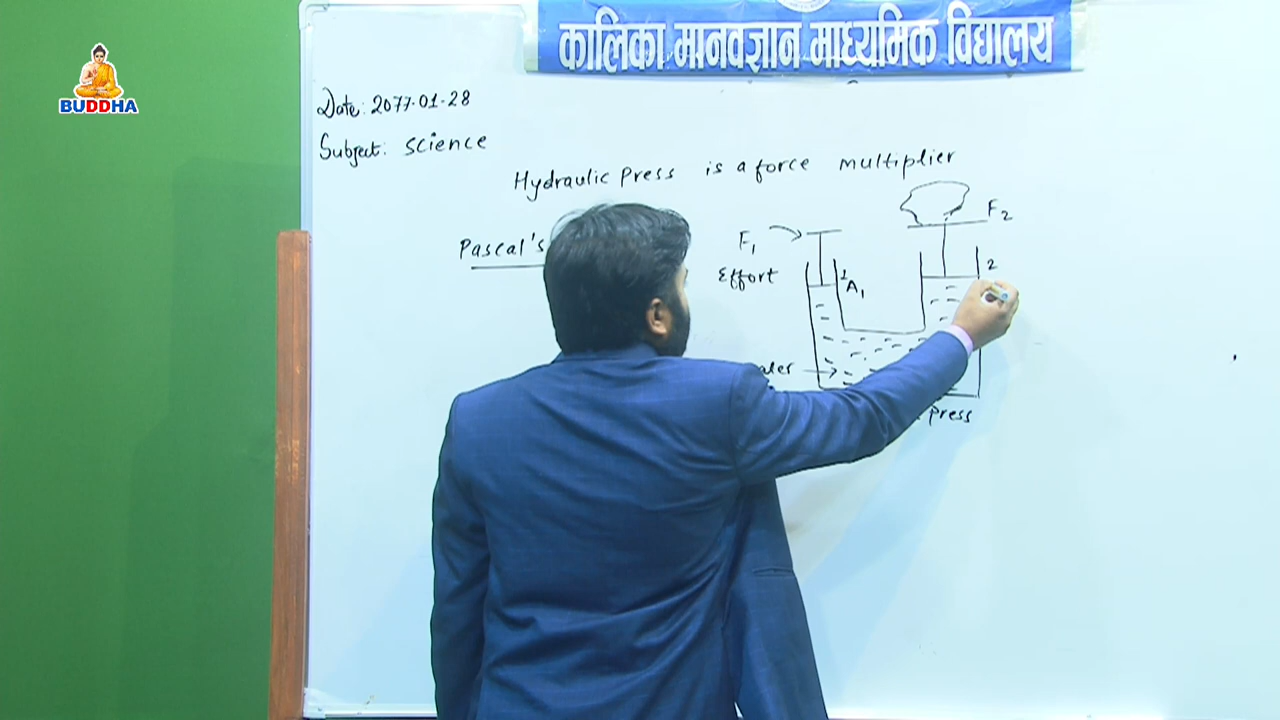 कालिका मानवज्ञान माध्यमिक विद्यालय
BUDDHA
Date: 2077-01-28
Subject: science
Hydraulic press is a force multiplier
F2
Pascal's
F1
Effort
1
A1
2
Press